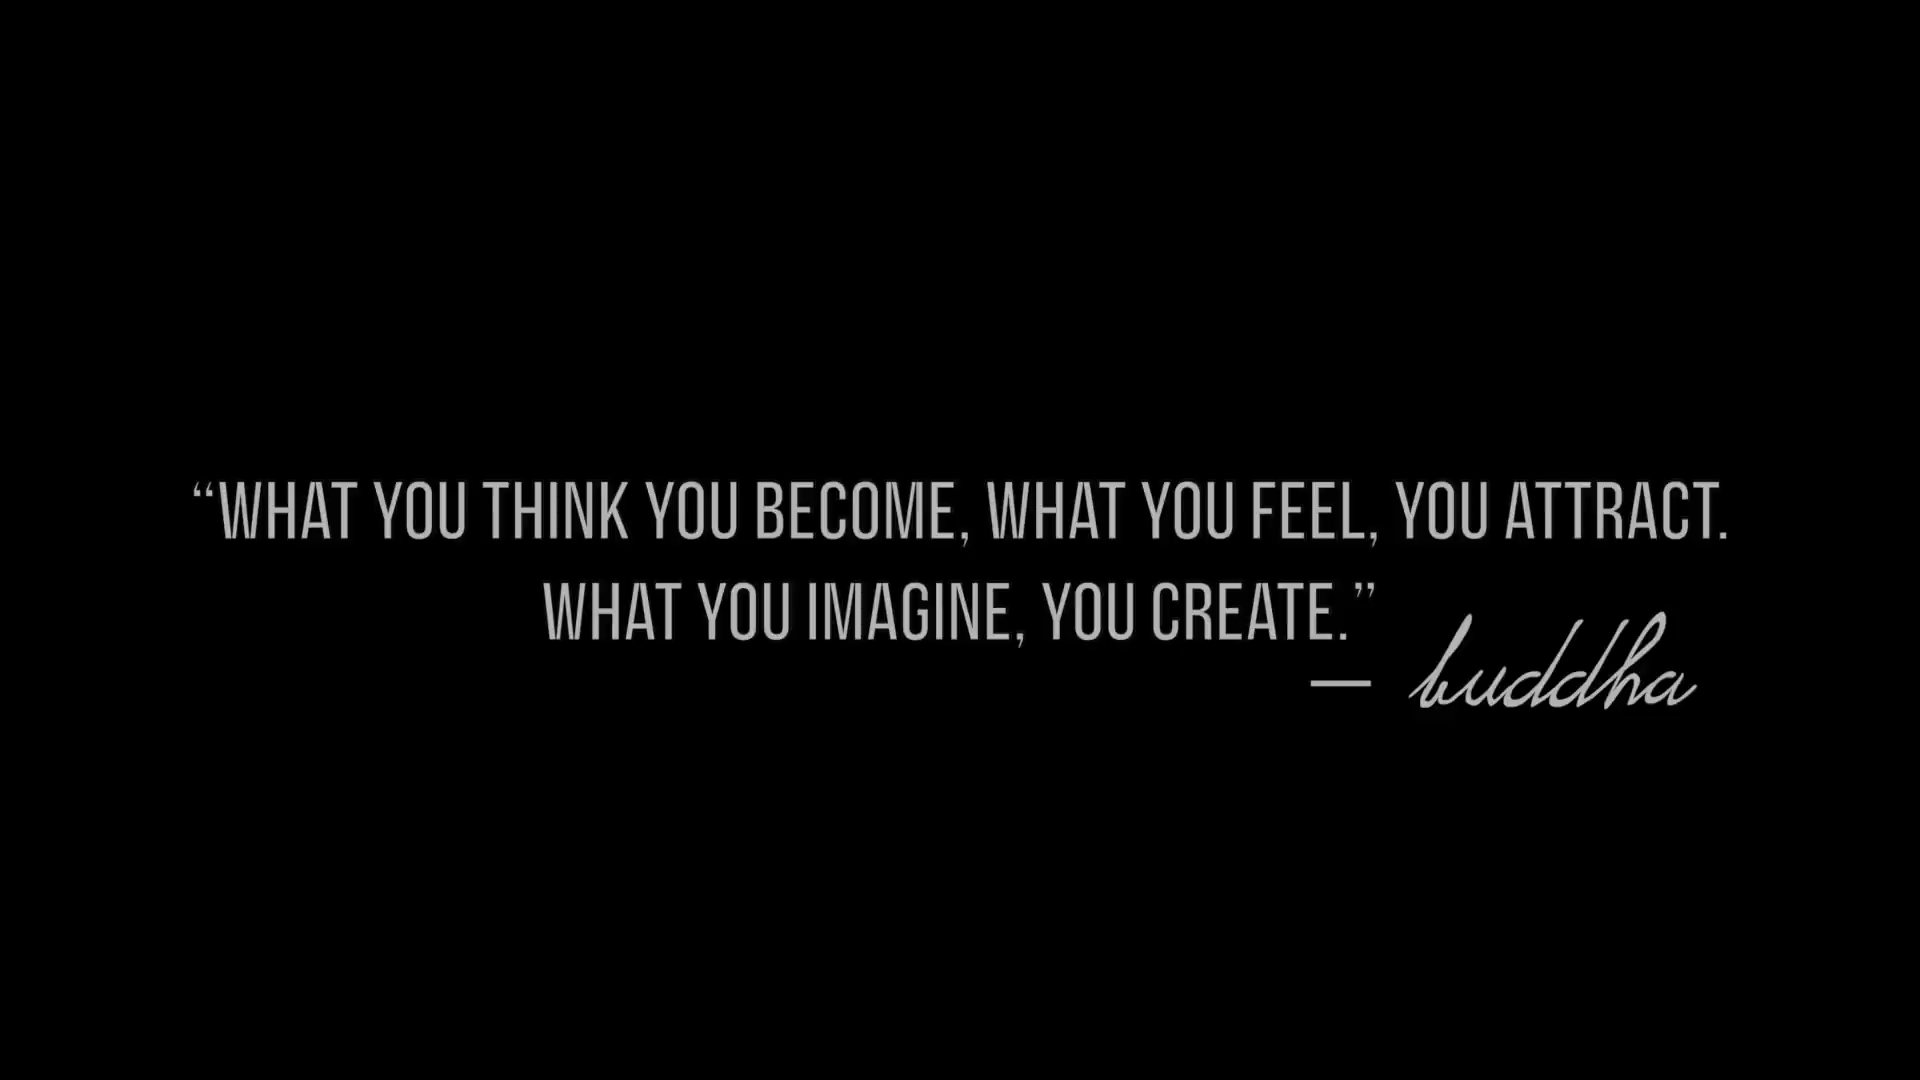 “WHAT YOU THINK YOU BECOME, WHAT YOU FEEL, YOU ATTRACT.
WHAT YOU IMAGINE, YOU CREATE.”
— buddha